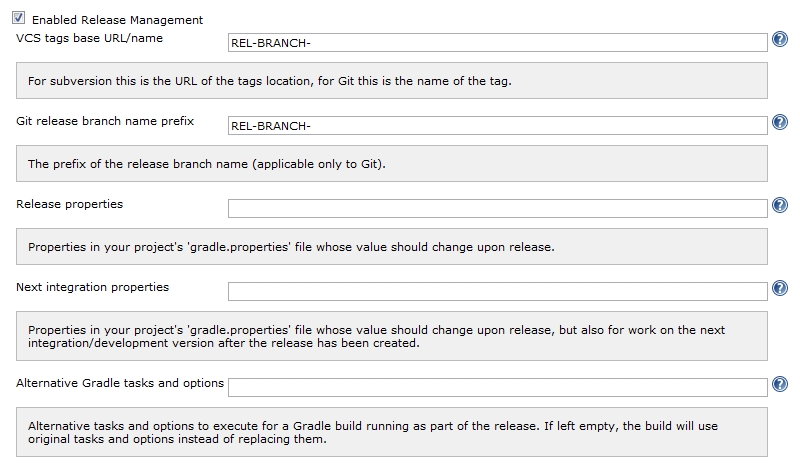 Enabled Release Management
VCS tags base URL/name
REL-BRANCH-
For subversion this is the URL of the tags location, for Git this is the name of the tag.
Git release branch name prefix
REL-BRANCH-
The prefix of the release branch name (applicable only to Git).
Release properties
Properties in your project's 'gradle.properties' file whose value should change upon release.
Next integration properties
Properties in your project's 'gradle.properties' file whose value should change upon release, but also for work on the next
integration/development version after the release has been created.
Alternative Gradle tasks and options
Alternative tasks and options to execute for a Gradle build running as part of the release. If left empty, the build will use
original tasks and options instead of replacing them.